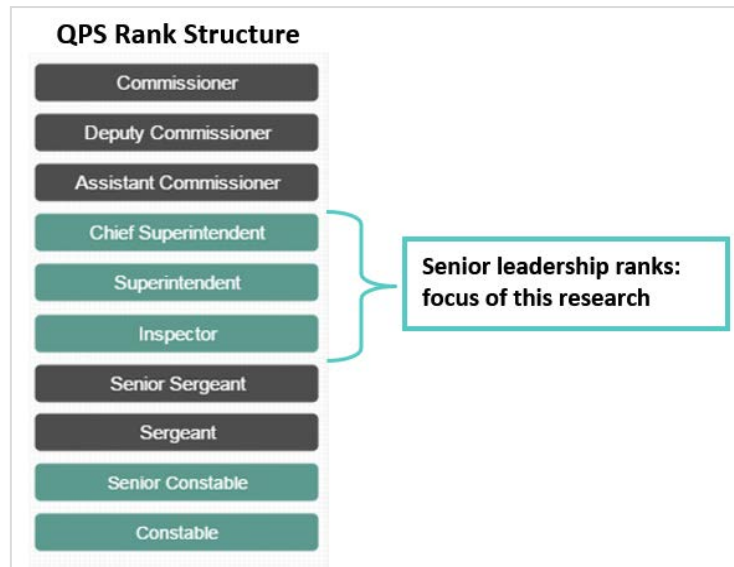 QPS Rank Structure
Commissioner
Deputy Commissioner
Assistant Commissioner
Chief Superintendent
Superintendent
Inspector
Senior Sergeant
Sergeant
Senior Constable
Constable
Senior leadership ranks:
focus of this research